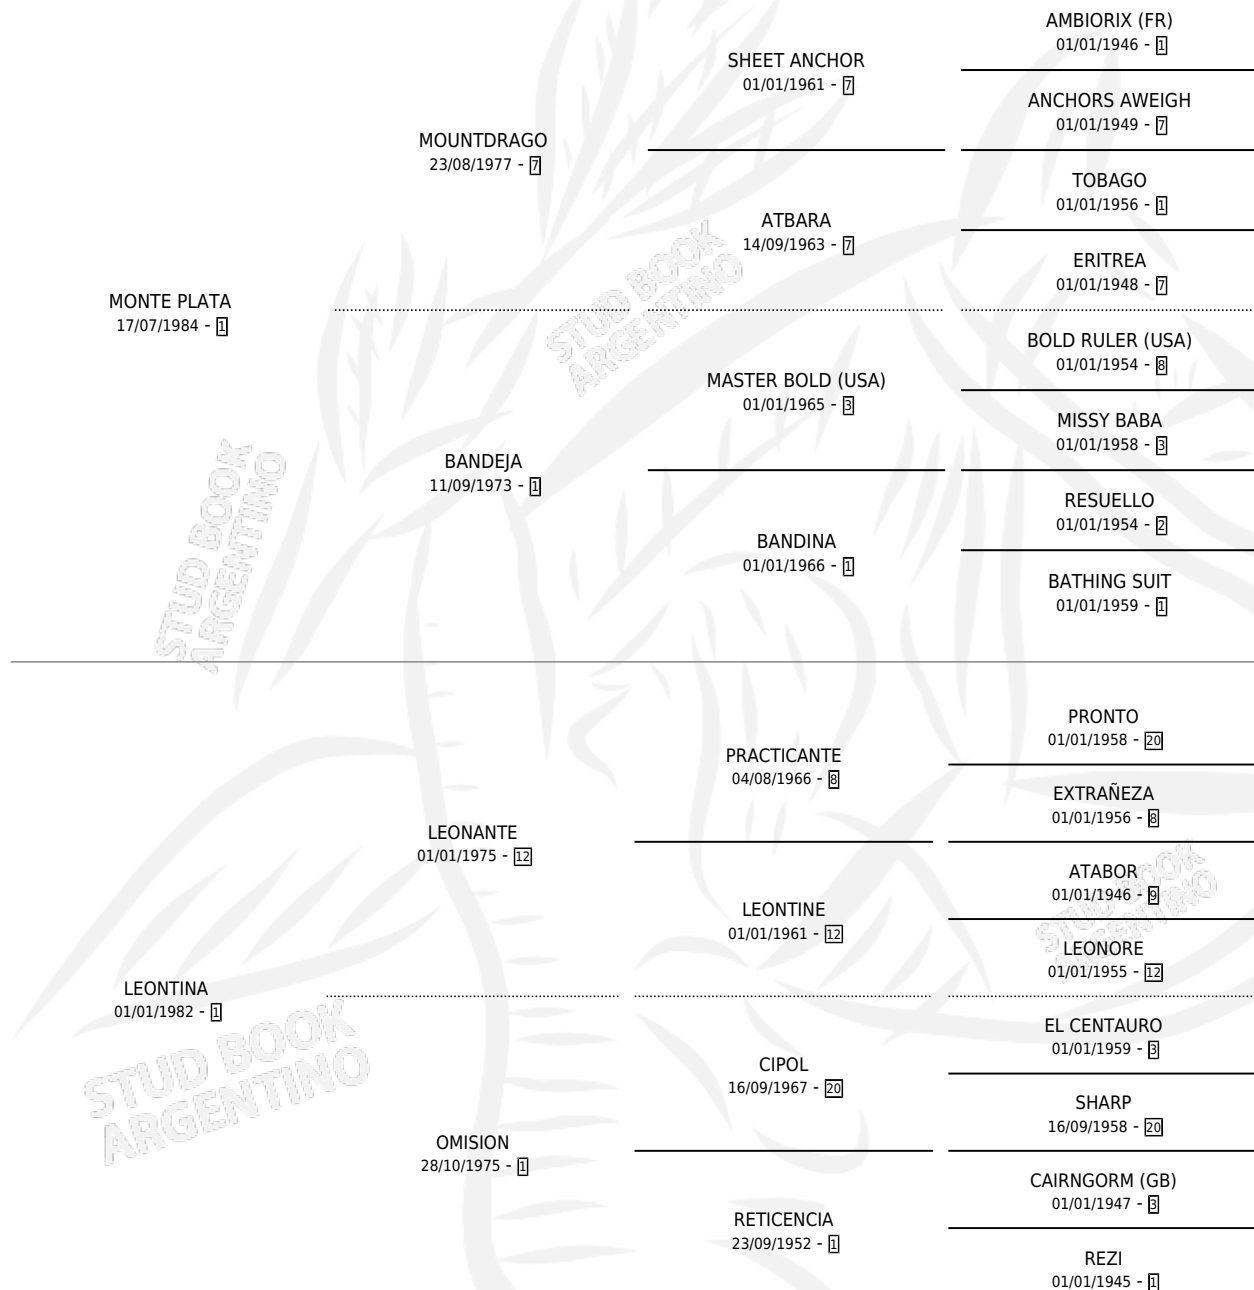 AMBIORIX (FR)
01/01/1946 - 1
SHEET ANCHOR
01/01/1961 - 7
ANCHORS AWEIGH
01/01/1949 - 7
MOUNTDRAGO
23/08/1977 - 7
TOBAGO
01/01/1956 - 1
ATBARA
14/09/1963 - 7
ERITREA
01/01/1948 - 7
MONTE PLATA
17/07/1984 - 1
BOLD RULER (USA)
01/01/1954 - 8
MASTER BOLD (USA)
01/01/1965 - 3
MISSY BABA
01/01/1958 - 3
BANDEJA
11/09/1973 - 1
RESUELLO
01/01/1954 - 2
BANDINA
01/01/1966 - 1
BATHING SUIT
01/01/1959 - 1
PRONTO
01/01/1958 - 20
PRACTICANTE
04/08/1966 - 8
EXTRAÑEZA
01/01/1956 - 8
LEONANTE
01/01/1975 - 12
ATABOR
01/01/1946 - 9
LEONTINE
01/01/1961 - 12
LEONORE
01/01/1955 - 12
LEONTINA
01/01/1982 - 1
EL CENTAURO
01/01/1959 - 3
CIPOL
16/09/1967 - 20
SHARP
16/09/1958 - 20
OMISION
28/10/1975 - 1
CAIRNGORM (GB)
01/01/1947 - 3
RETICENCIA
23/09/1952 - 1
REZI
01/01/1945 - 1
STUD BOOK
ARGENTINO
STUD BOOK
ARGENTINO
STUD BOOK
ARGENTINO
STUD BOOK
ARGENTINO